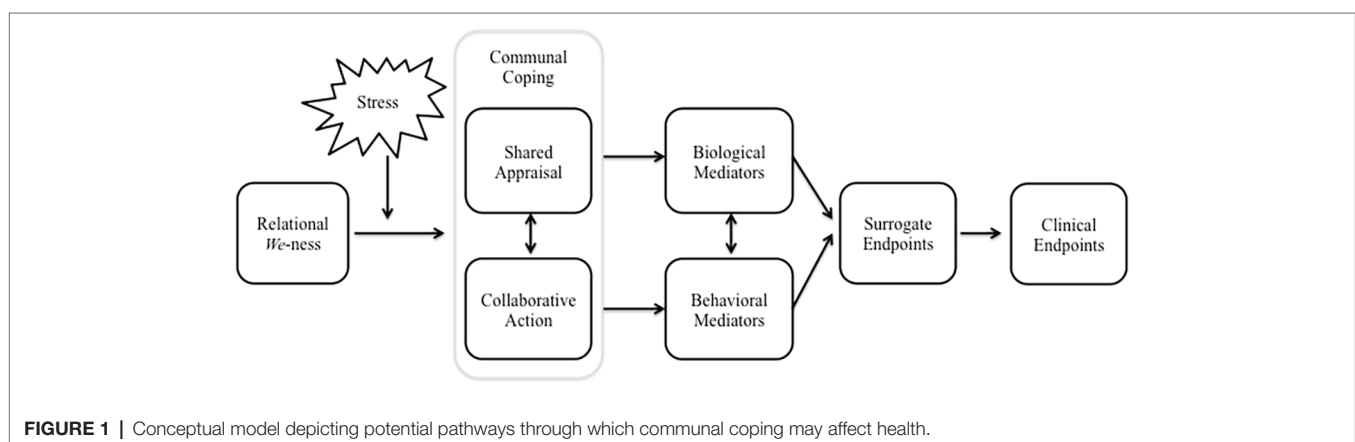 Communal
Coping
Stress
Shared
Appraisal
Biological
Mediators
Relational
We-ness
Surrogate
Endpoints
Clinical
Endpoints
Collaborative
Action
Behavioral
Mediators
FIGURE 1 | Conceptual model depicting potential pathways through which communal coping may affect health.